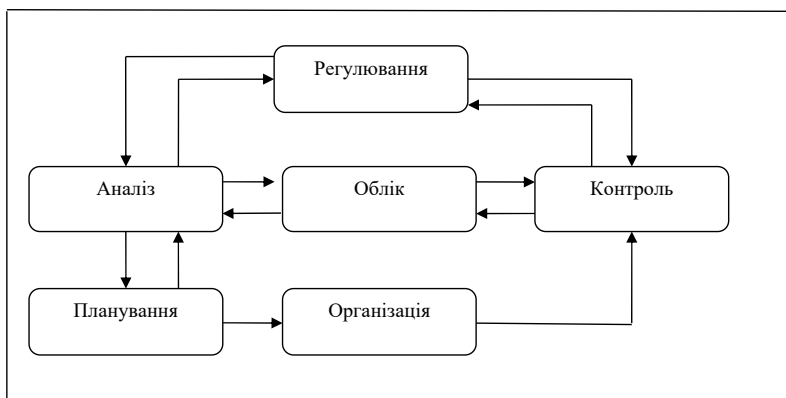 Регулювання
Аналіз
Облік
Контроль
Планування
Організація